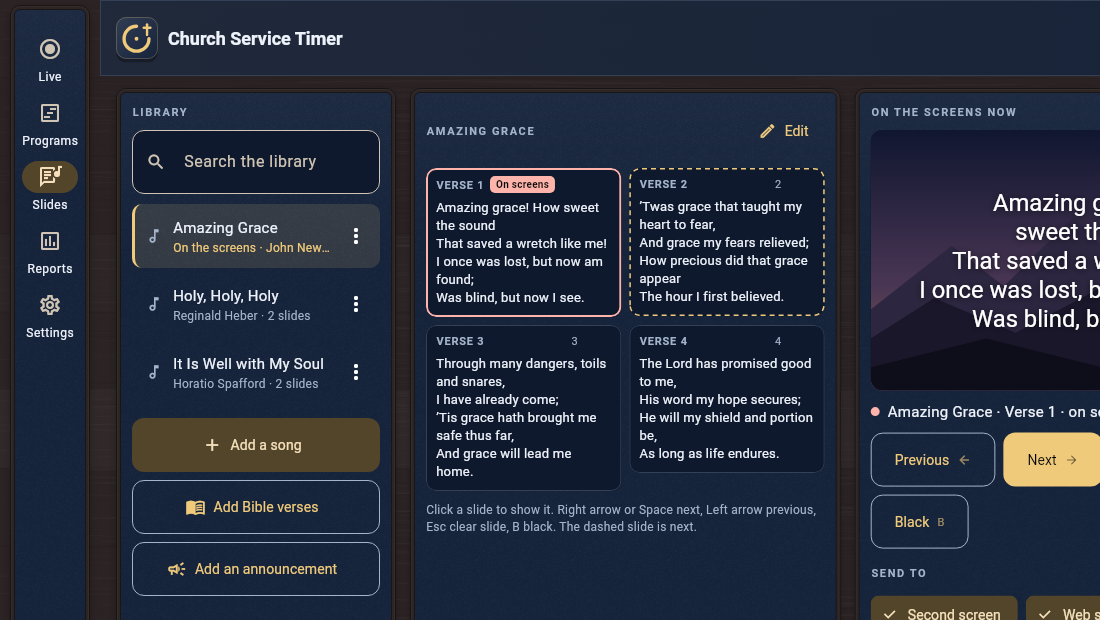 Church Service Timer
Live
Programs
Slides
Reports
Settings
LIBRARY
Search the library
Amazing Grace
On the screens · John New…
Holy, Holy, Holy
Reginald Heber · 2 slides
It Is Well with My Soul
Horatio Spafford · 2 slides
Add a song
Add Bible verses
Add an announcement
AMAZING GRACE
Edit
VERSE 1 On screens
Amazing grace! How sweet
the sound
That saved a wretch like me!
I once was lost, but now am
found;
Was blind, but now I see.
VERSE 2 2
’Twas grace that taught my
heart to fear,
And grace my fears relieved;
How precious did that grace
appear
The hour I first believed.
VERSE 3 3
Through many dangers, toils
and snares,
I have already come;
’Tis grace hath brought me
safe thus far,
And grace will lead me
home.
VERSE 4 4
The Lord has promised good
to me,
His word my hope secures;
He will my shield and portion
be,
As long as life endures.
Click a slide to show it. Right arrow or Space next, Left arrow previous,
Esc clear slide, B black. The dashed slide is next.
ON THE SCREENS NOW
Amazing g
sweet th
That saved a w
I once was lost, b
Was blind, b
Amazing Grace · Verse 1 · on s
Previous ←
Next →
Black B
SEND TO
Second screen
Web s